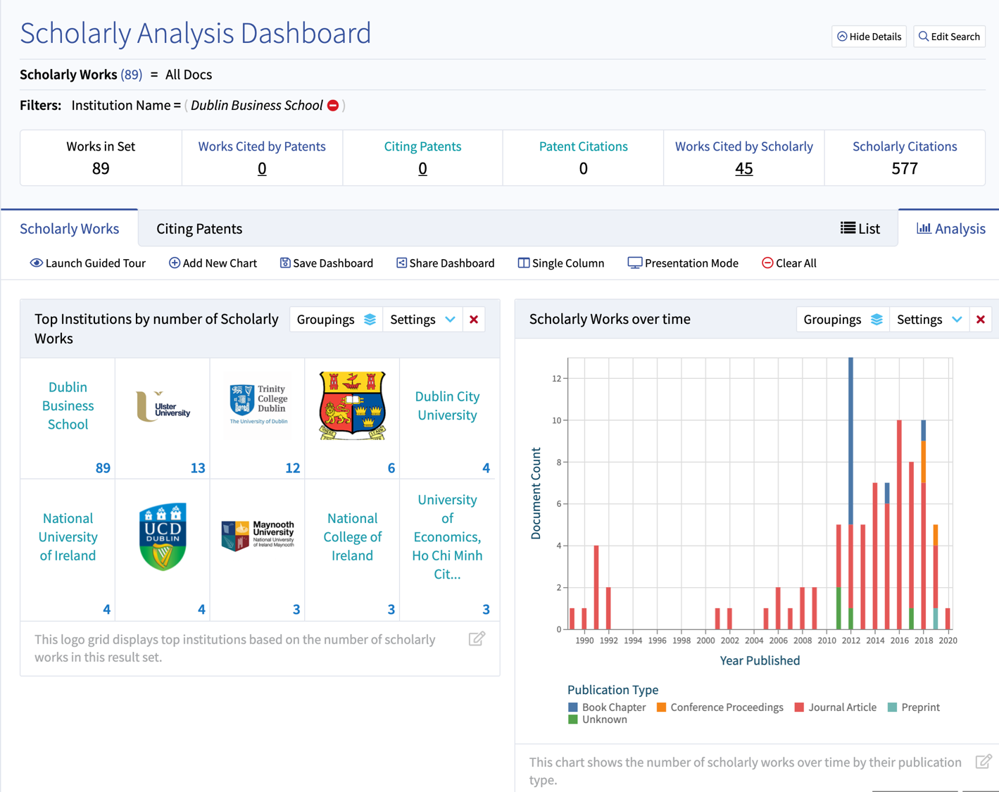 Scholarly Analysis Dashboard
Hide Details
Edit Search
Scholarly Works (89) = All Docs
Filters: Institution Name = ( Dublin Business School )
Works in Set
89
Works Cited by Patents
0
Citing Patents
0
Patent Citations
0
Works Cited by Scholarly
45
Scholarly Citations
577
Scholarly Works
Citing Patents
List
Analysis
Launch Guided Tour
Add New Chart
Save Dashboard
Share Dashboard
Single Column
Presentation Mode
Clear All
Top Institutions by number of Scholarly
Works
Groupings
Settings
Dublin
Business
School
89
Ulster
University
13
Trinity
College
Dublin
The University of Dublin
12
6
Dublin City
University
4
National
University
of Ireland
4
UCD
DUBLIN
4
Maynooth
University
National University
of Ireland Maynooth
3
National
College of
Ireland
3
University
of
Economics,
Ho Chi Minh
Cit...
3
This logo grid displays top institutions based on the number of scholarly
works in this result set.
Scholarly Works over time
Groupings
Settings
Document Count
12
10
8
6
4
2
0
1990 1992 1994 1996 1998 2000 2002 2004 2006 2008 2010 2012 2014 2016 2018 2020
Year Published
Publication Type
Book Chapter
Conference Proceedings
Journal Article
Preprint
Unknown
This chart shows the number of scholarly works over time by their publication
type.